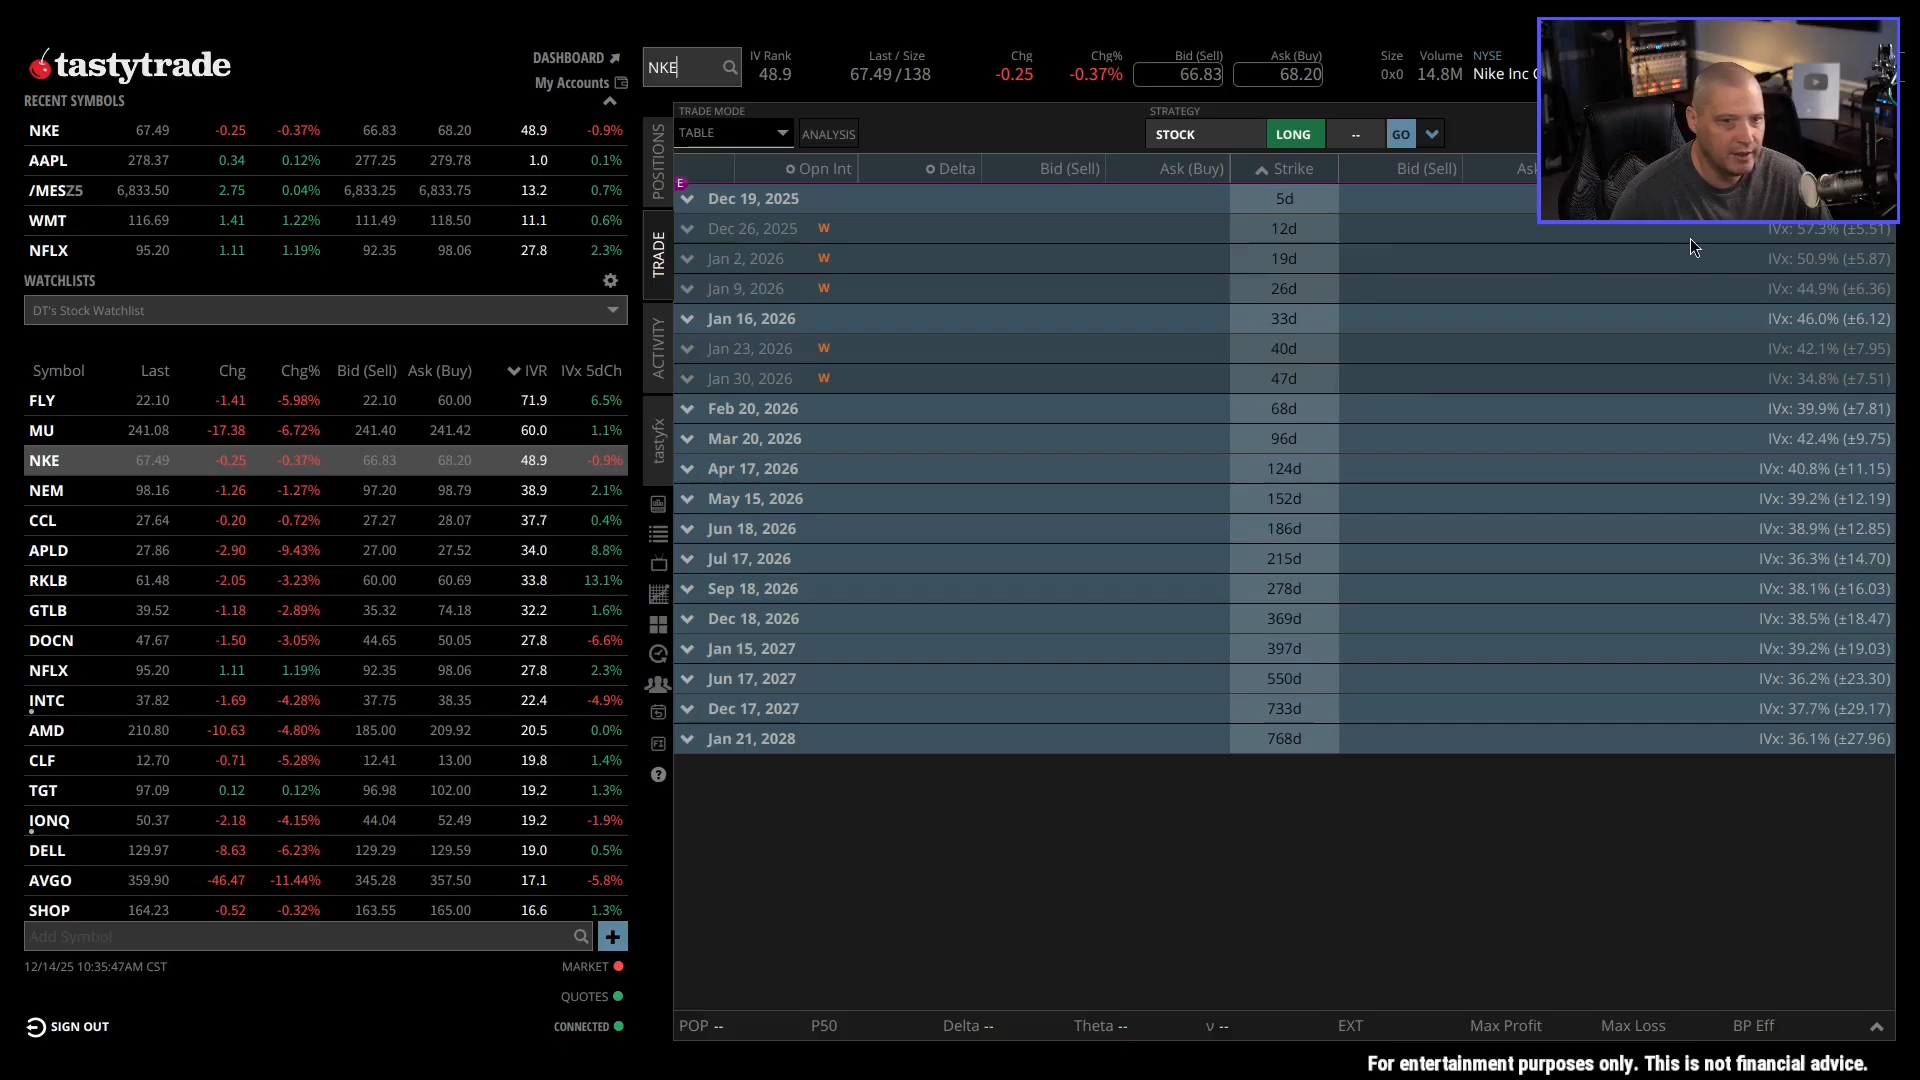 tastytrade
DASHBOARD
My Accounts
RECENT SYMBOLS
NKE 67.49 -0.25 -0.37% 66.83 68.20 48.9 -0.9%
AAPL 278.37 0.34 0.12% 277.25 279.78 1.0 0.1%
/MESZ5 6,833.50 2.75 0.04% 6,833.25 6,833.75 13.2 0.7%
WMT 116.69 1.41 1.22% 111.49 118.50 11.1 0.6%
NFLX 95.20 1.11 1.19% 92.35 98.06 27.8 2.3%
WATCHLISTS
DT's Stock Watchlist
Symbol Last Chg Chg% Bid (Sell) Ask (Buy) IVR IVx 5dCh
FLY 22.10 -1.41 -5.98% 22.10 60.00 71.9 6.5%
MU 241.08 -17.38 -6.72% 241.40 241.42 60.0 1.1%
NKE 67.49 -0.25 -0.37% 66.83 68.20 48.9 -0.9%
NEM 98.16 -1.26 -1.27% 97.20 98.79 38.9 2.1%
CCL 27.64 -0.20 -0.72% 27.27 28.07 37.7 0.4%
APLD 27.86 -2.90 -9.43% 27.00 27.52 34.0 8.8%
RKLB 61.48 -2.05 -3.23% 60.00 60.69 33.8 13.1%
GTLB 39.52 -1.18 -2.89% 35.32 74.18 32.2 1.6%
DOCN 47.67 -1.50 -3.05% 44.65 50.05 27.8 -6.6%
NFLX 95.20 1.11 1.19% 92.35 98.06 27.8 2.3%
INTC 37.82 -1.69 -4.28% 37.75 38.35 22.4 -4.9%
AMD 210.80 -10.63 -4.80% 185.00 209.92 20.5 0.0%
CLF 12.70 -0.71 -5.28% 12.41 13.00 19.8 1.4%
TGT 97.09 0.12 0.12% 96.98 102.00 19.2 1.3%
IONQ 50.37 -2.18 -4.15% 44.04 52.49 19.2 -1.9%
DELL 129.97 -8.63 -6.23% 129.29 129.59 19.0 0.5%
AVGO 359.90 -46.47 -11.44% 345.28 357.50 17.1 -5.8%
SHOP 164.23 -0.52 -0.32% 163.55 165.00 16.6 1.3%
Add Symbol
12/14/25 10:35:47AM CST
MARKET
QUOTES
SIGN OUT
CONNECTED
NKE
IV Rank Last / Size Chg Chg% Bid (Sell) Ask (Buy) Size Volume NYSE
48.9 67.49 /138 -0.25 -0.37% 66.83 68.20 0x0 14.8M Nike Inc
TRADE MODE STRATEGY
TABLE ANALYSIS STOCK LONG -- GO
POSITIONS
TRADE
ACTIVITY
tastyfx
FI
Opn Int Delta Bid (Sell) Ask (Buy) Strike Bid (Sell)
E
Dec 19, 2025 5d
Dec 26, 2025 W 12d IVx: 57.3% (±5.51)
Jan 2, 2026 W 19d IVx: 50.9% (±5.87)
Jan 9, 2026 W 26d IVx: 44.9% (±6.36)
Jan 16, 2026 33d IVx: 46.0% (±6.12)
Jan 23, 2026 W 40d IVx: 42.1% (±7.95)
Jan 30, 2026 W 47d IVx: 34.8% (±7.51)
Feb 20, 2026 68d IVx: 39.9% (±7.81)
Mar 20, 2026 96d IVx: 42.4% (±9.75)
Apr 17, 2026 124d IVx: 40.8% (±11.15)
May 15, 2026 152d IVx: 39.2% (±12.19)
Jun 18, 2026 186d IVx: 38.9% (±12.85)
Jul 17, 2026 215d IVx: 36.3% (±14.70)
Sep 18, 2026 278d IVx: 38.1% (±16.03)
Dec 18, 2026 369d IVx: 38.5% (±18.47)
Jan 15, 2027 397d IVx: 39.2% (±19.03)
Jun 17, 2027 550d IVx: 36.2% (±23.30)
Dec 17, 2027 733d IVx: 37.7% (±29.17)
Jan 21, 2028 768d IVx: 36.1% (±27.96)
POP -- P50 Delta -- Theta -- ν -- EXT Max Profit Max Loss BP Eff
For entertainment purposes only. This is not financial advice.